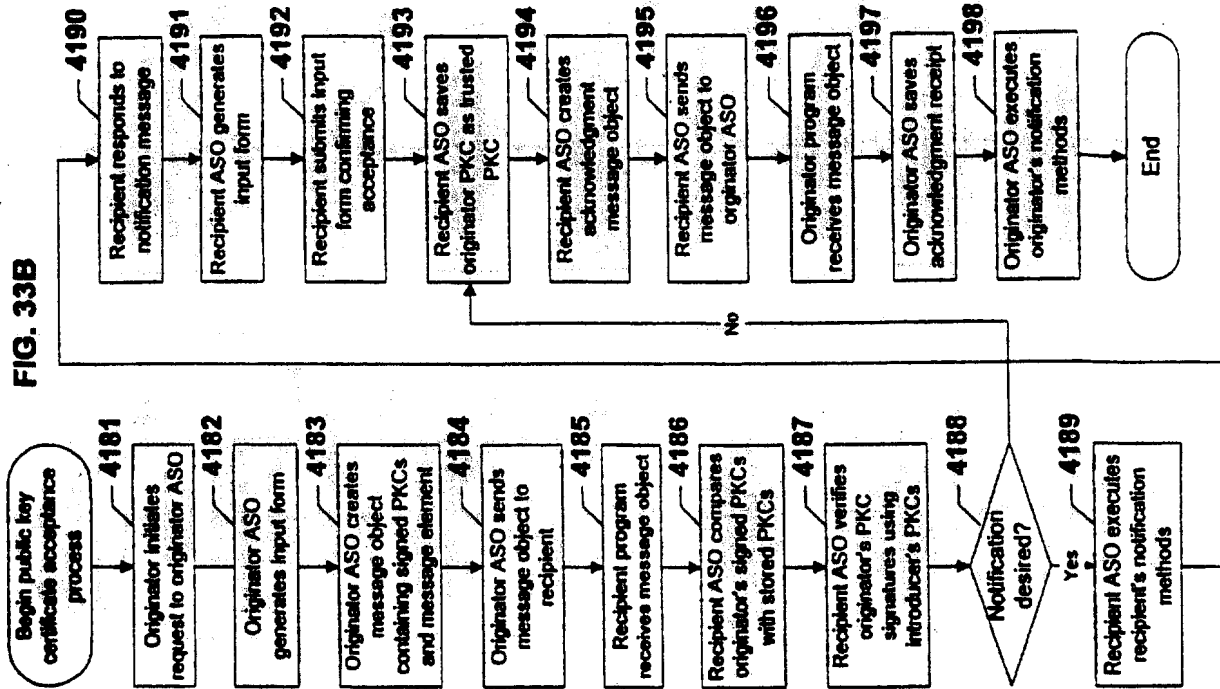 FIG. 33B
Begin public key
certificate acceptance
process
4181
Originator initiates
request to originator ASO
4182
Originator ASO
generates input form
4183
Originator ASO creates
message object
containing signed PKCs
and message element
4184
Originator ASO sends
message object to
recipient
4185
Recipient program
receives message object
4186
Recipient ASO compares
originator's signed PKCs
with stored PKCs
4187
Recipient ASO verifies
originator's PKC
signatures using
introducer's PKCs
4188
Notification
desired?
No
Yes
4189
Recipient ASO executes
recipient's notification
methods
4190
Recipient responds to
notification message
4191
Recipient ASO generates
input form
4192
Recipient submits input
form confirming
acceptance
4193
Recipient ASO saves
originator PKC as trusted
PKC
4194
Recipient ASO creates
acknowledgment
message object
4195
Recipient ASO sends
message object to
orginator ASO
4196
Originator program
receives message object
4197
Originator ASO saves
acknowledgment receipt
4198
Originator ASO executes
originator's notification
methods
End